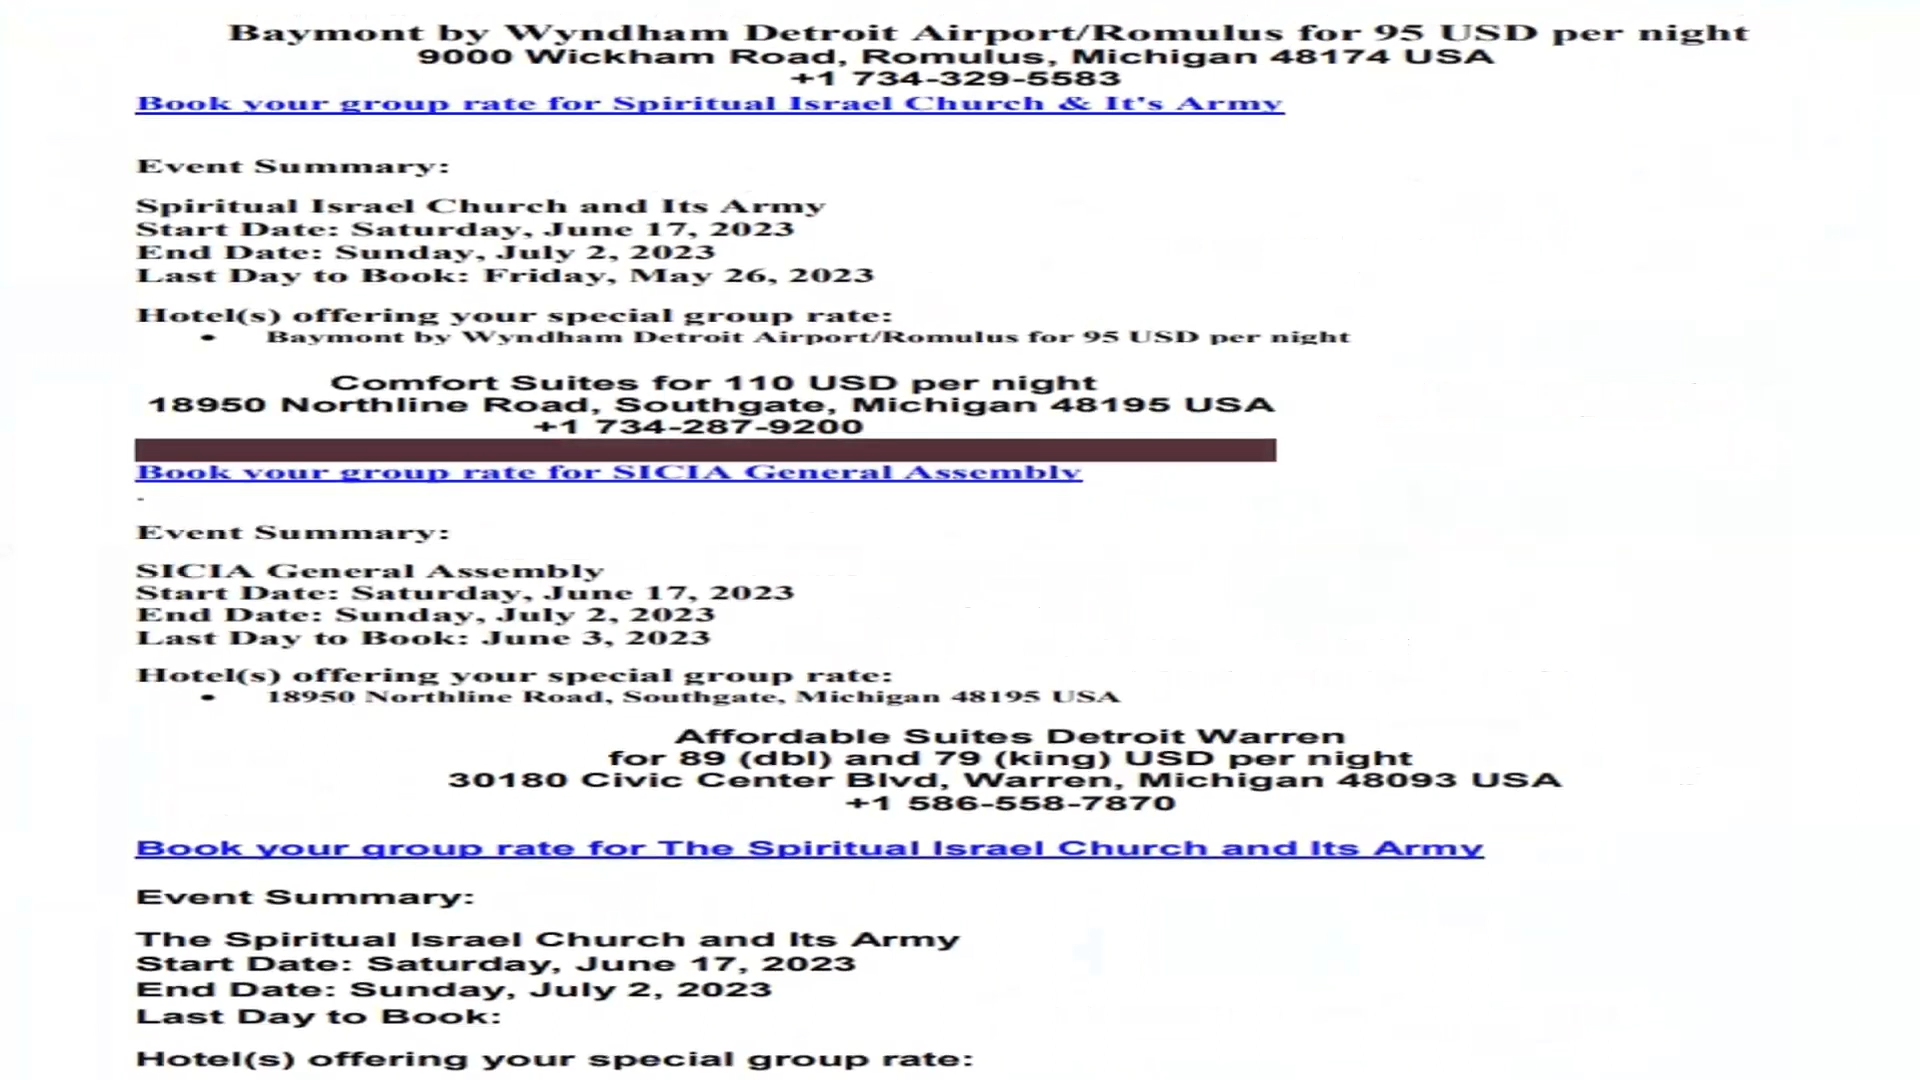 Baymont by Wyndham Detroit Airport/Romulus for 95 USD per night
9000 Wickham Road, Romulus, Michigan 48174 USA
+1 734-329-5583
Book your group rate for Spiritual Israel Church & It's Army
Event Summary:
Spiritual Israel Church and Its Army
Start Date: Saturday, June 17, 2023
End Date: Sunday, July 2, 2023
Last Day to Book: Friday, May 26, 2023
Hotel(s) offering your special group rate:
• Baymont by Wyndham Detroit Airport/Romulus for 95 USD per night
Comfort Suites for 110 USD per night
18950 Northline Road, Southgate, Michigan 48195 USA
+1 734-287-9200
Book your group rate for SICIA General Assembly
-
Event Summary:
SICIA General Assembly
Start Date: Saturday, June 17, 2023
End Date: Sunday, July 2, 2023
Last Day to Book: June 3, 2023
Hotel(s) offering your special group rate:
• 18950 Northline Road, Southgate, Michigan 48195 USA
Affordable Suites Detroit Warren
for 89 (dbl) and 79 (king) USD per night
30180 Civic Center Blvd, Warren, Michigan 48093 USA
+1 586-558-7870
Book your group rate for The Spiritual Israel Church and Its Army
Event Summary:
The Spiritual Israel Church and Its Army
Start Date: Saturday, June 17, 2023
End Date: Sunday, July 2, 2023
Last Day to Book:
Hotel(s) offering your special group rate: